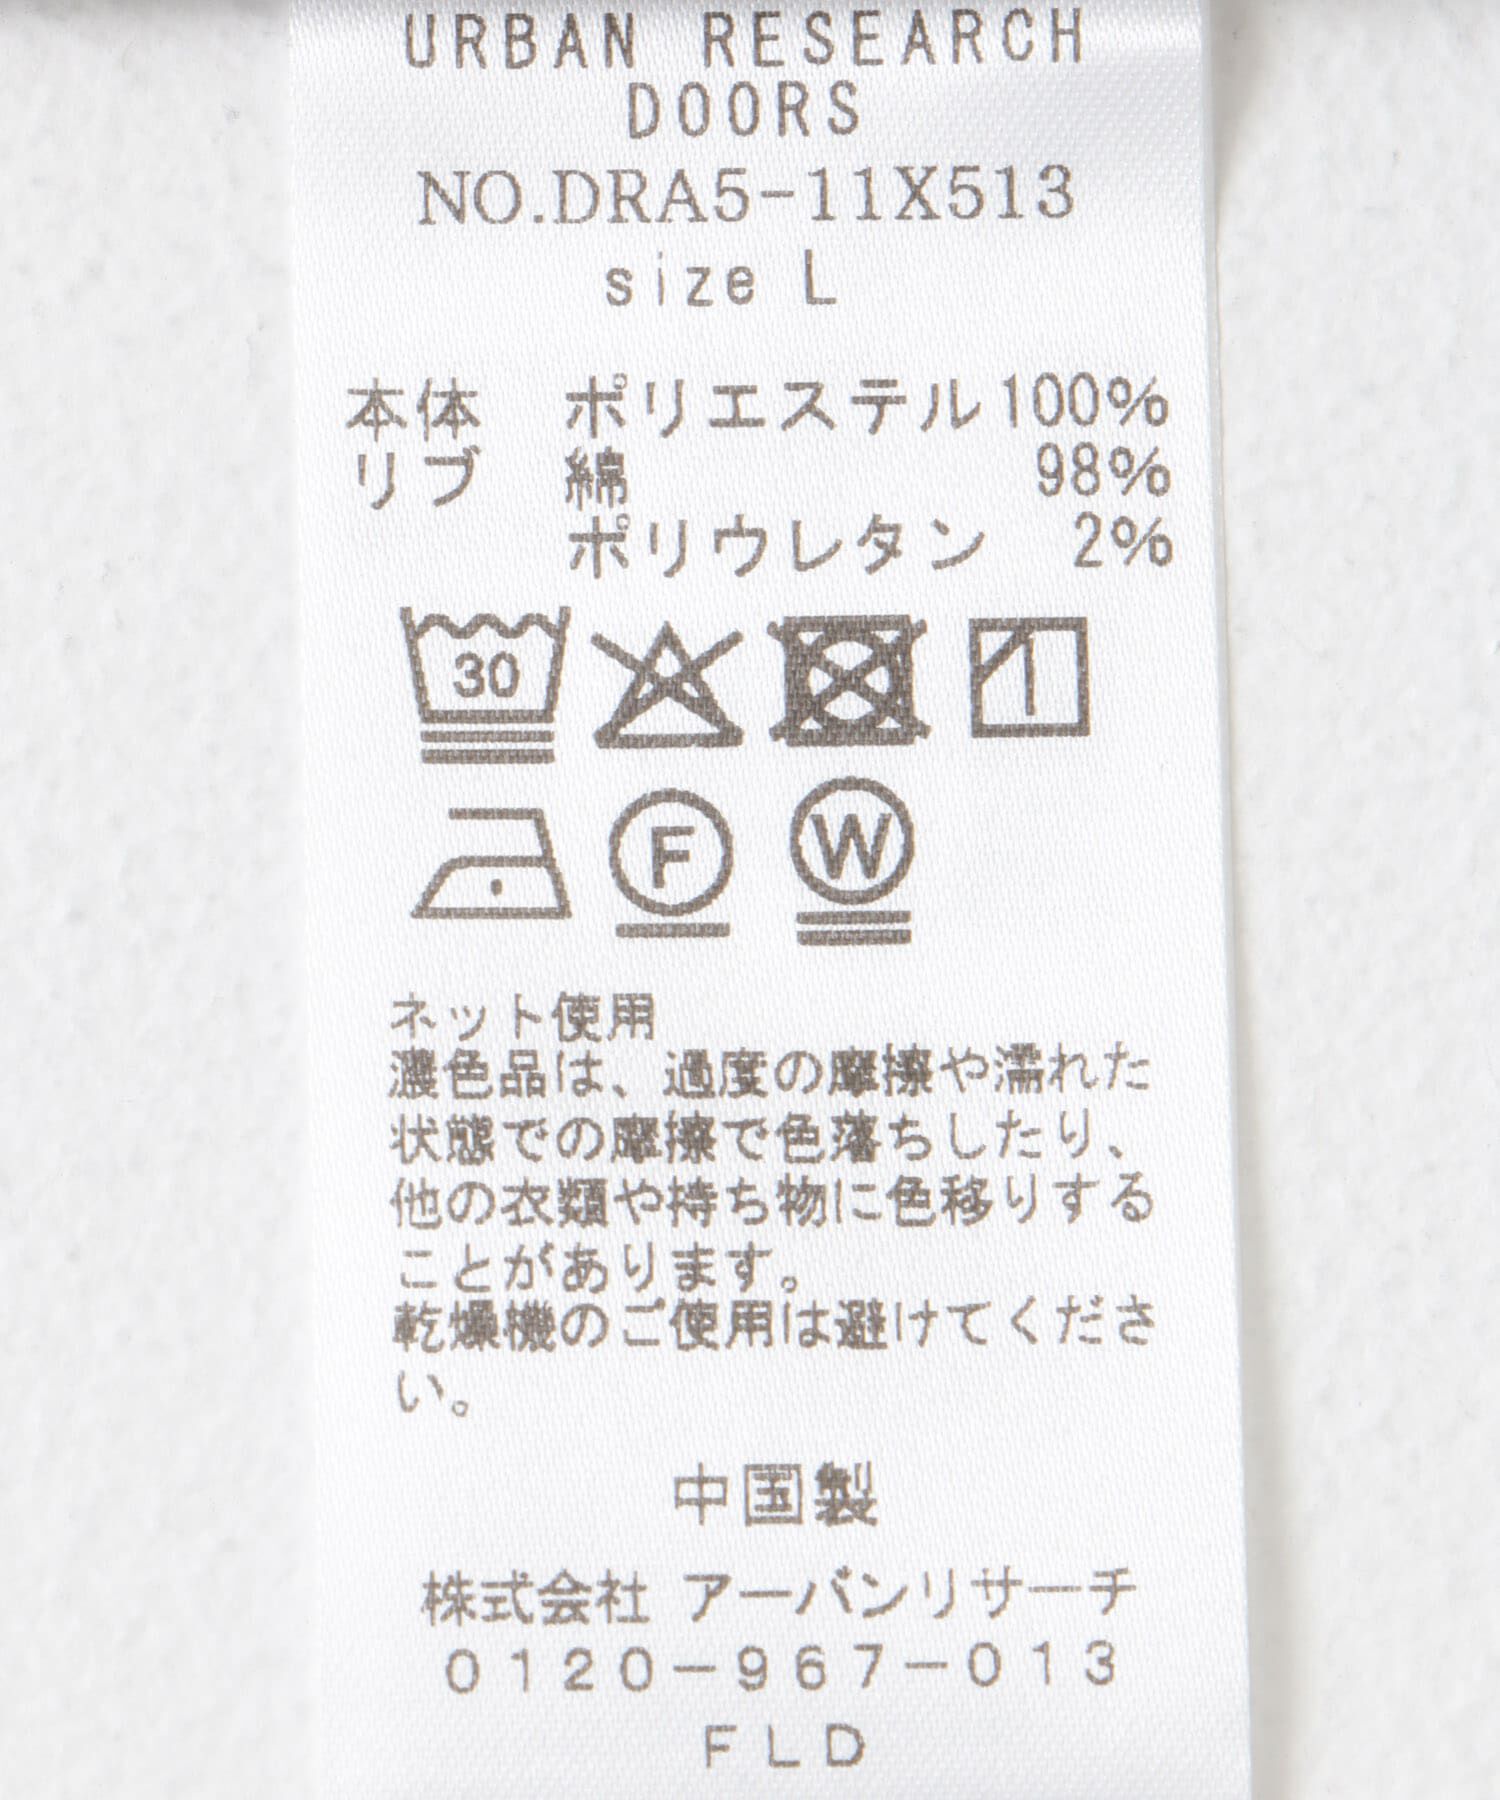 URBAN RESEARCH
DOORS
NO.DRA5-11X513
size L
本体 ポリエステル100%
リブ 綿 98%
ポリウレタン 2%
30
F W
ネット使用
濃色品は、過度の摩擦や濡れた
状態での摩擦で色落ちしたり、
他の衣類や持ち物に色移りする
ことがあります。
乾燥機のご使用は避けてくださ
い。
中国製
株式会社 アーバンリサーチ
0120-967-013
FLD